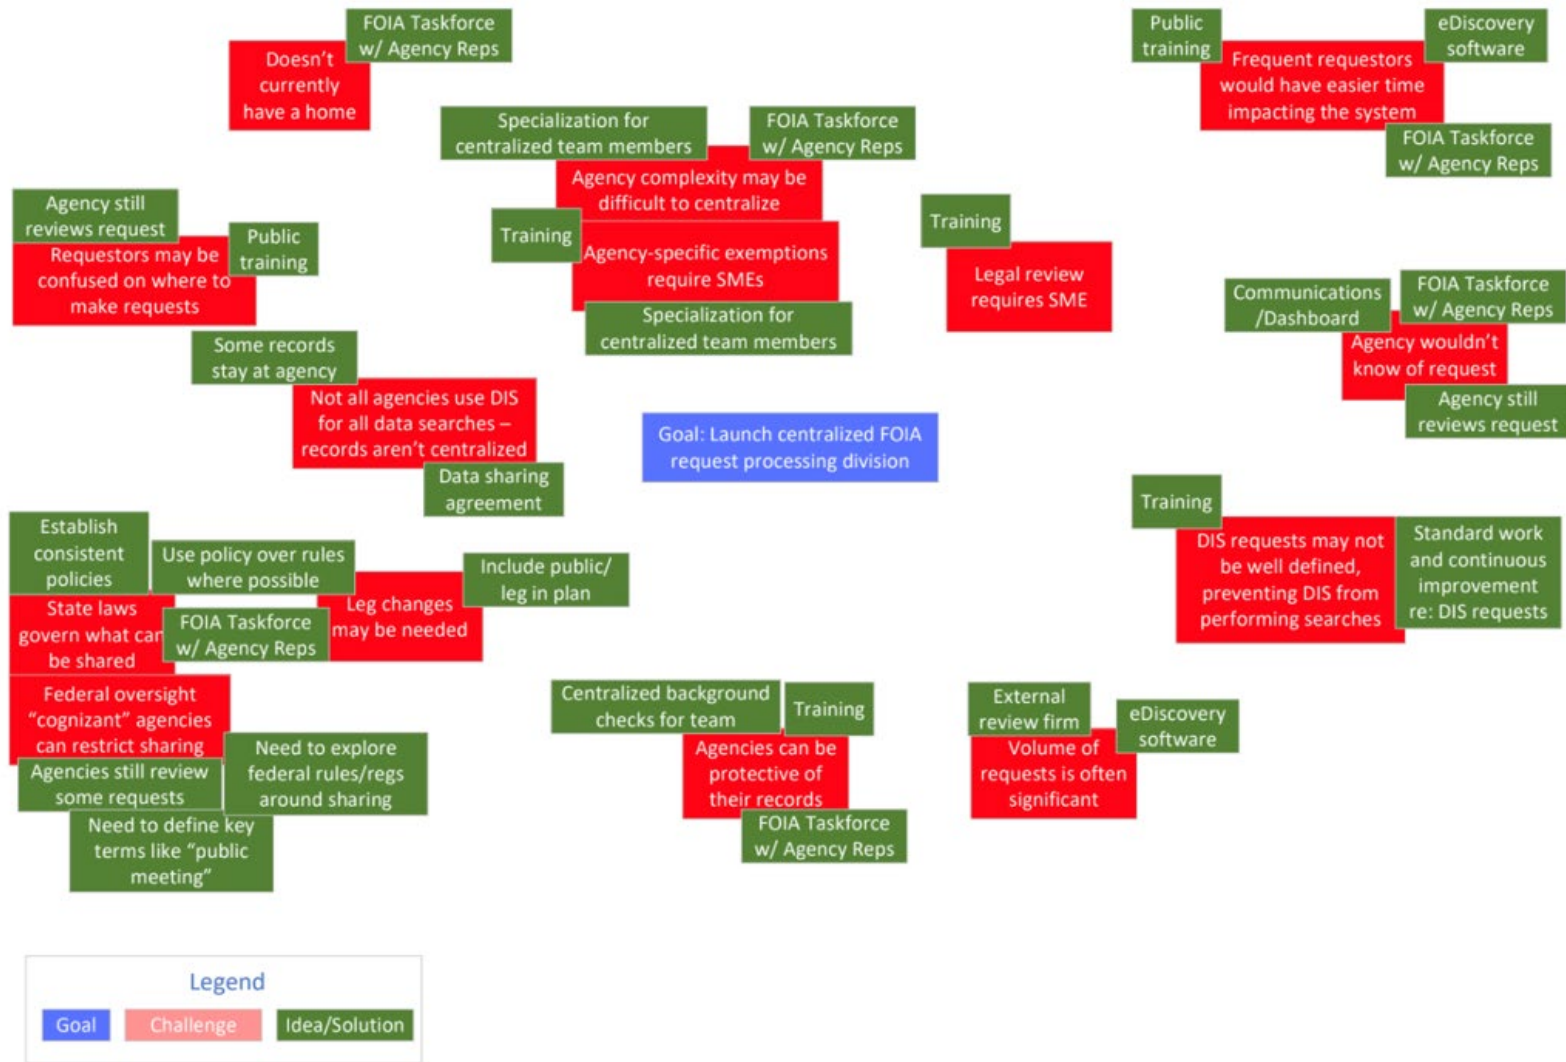 FOIA Taskforce
w/ Agency Reps
Doesn't
currently
have a home
Specialization for
centralized team members
FOIA Taskforce
w/ Agency Reps
Agency complexity may be
difficult to centralize
Training
Agency-specific exemptions
require SMEs
Specialization for
centralized team members
Public
training
eDiscovery
software
Frequent requestors
would have easier time
impacting the system
FOIA Taskforce
w/ Agency Reps
Agency still
reviews request
Public
training
Requestors may be
confused on where to
make requests
Training
Legal review
requires SME
Communications
/Dashboard
FOIA Taskforce
w/ Agency Reps
Agency wouldn't
know of request
Agency still
reviews request
Some records
stay at agency
Not all agencies use DIS
for all data searches –
records aren't centralized
Data sharing
agreement
Goal: Launch centralized FOIA
request processing division
Establish
consistent
policies
Use policy over rules
where possible
Include public/
leg in plan
State laws
govern what can
be shared
FOIA Taskforce
w/ Agency Reps
Leg changes
may be needed
Federal oversight
"cognizant" agencies
can restrict sharing
Agencies still review
some requests
Need to explore
federal rules/regs
around sharing
Need to define key
terms like "public
meeting"
Training
DIS requests may not
be well defined,
preventing DIS from
performing searches
Standard work
and continuous
improvement
re: DIS requests
Centralized background
checks for team
Training
Agencies can be
protective of
their records
FOIA Taskforce
w/ Agency Reps
External
review firm
eDiscovery
software
Volume of
requests is often
significant
Legend
Goal
Challenge
Idea/Solution